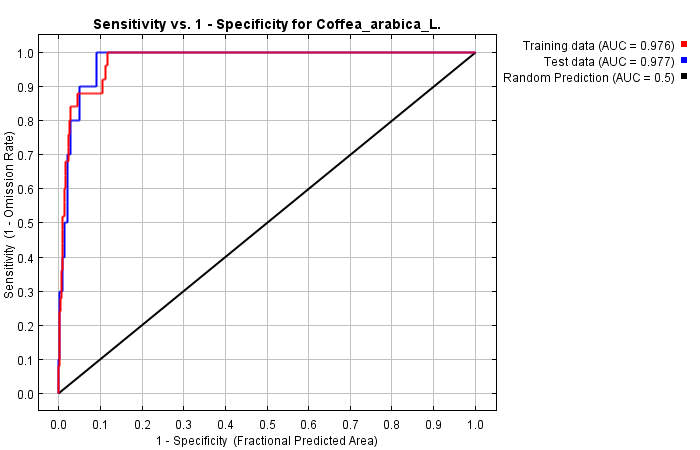 Sensitivity vs. 1 - Specificity for Coffea_arabica_L.
Training data (AUC = 0.976)
Test data (AUC = 0.977)
Random Prediction (AUC = 0.5)
Sensitivity (1 - Omission Rate)
1.0
0.9
0.8
0.7
0.6
0.5
0.4
0.3
0.2
0.1
0.0
0.0 0.1 0.2 0.3 0.4 0.5 0.6 0.7 0.8 0.9 1.0
1 - Specificity (Fractional Predicted Area)